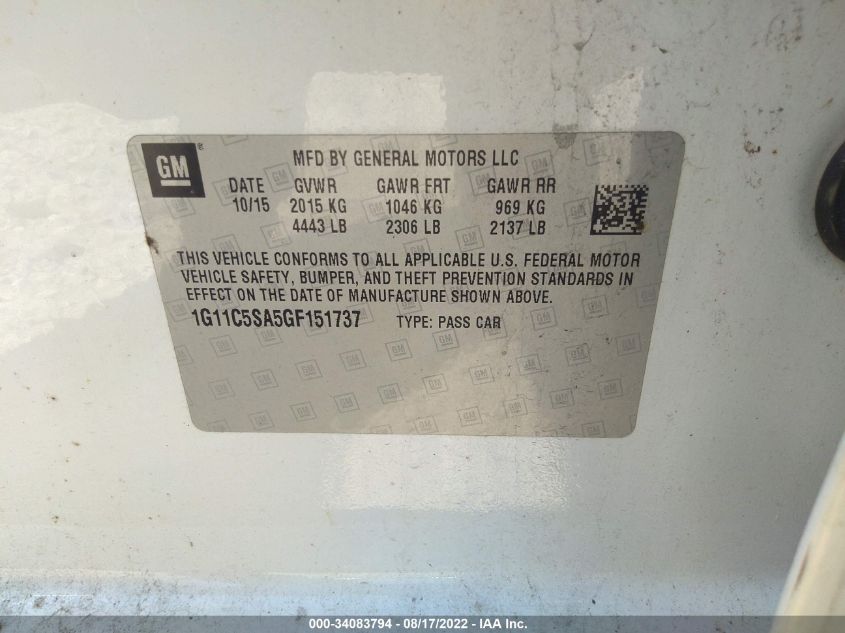 GM ®
MFD BY GENERAL MOTORS LLC
DATE GVWR GAWR FRT GAWR RR
10/15 2015 KG 1046 KG 969 KG
4443 LB 2306 LB 2137 LB
THIS VEHICLE CONFORMS TO ALL APPLICABLE U.S. FEDERAL MOTOR
VEHICLE SAFETY, BUMPER, AND THEFT PREVENTION STANDARDS IN
EFFECT ON THE DATE OF MANUFACTURE SHOWN ABOVE.
1G11C5SA5GF151737 TYPE: PASS CAR
000-34083794 - 08/17/2022 - IAA Inc.